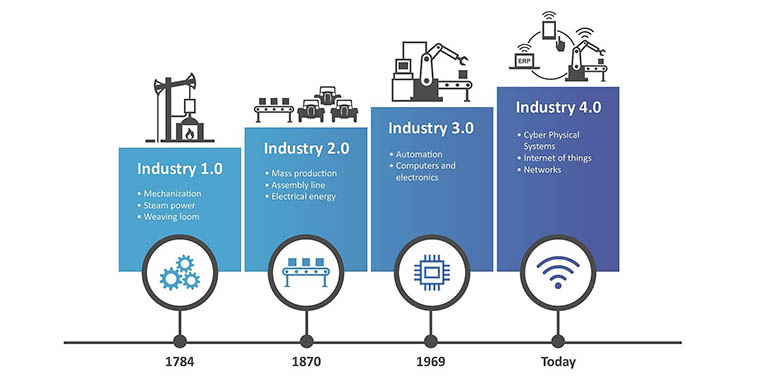 ERP
Industry 1.0
• Mechanization
• Steam power
• Weaving loom
Industry 2.0
• Mass production
• Assembly line
• Electrical energy
Industry 3.0
• Automation
• Computers and
electronics
Industry 4.0
• Cyber Physical
Systems
• Internet of things
• Networks
1784
1870
1969
Today